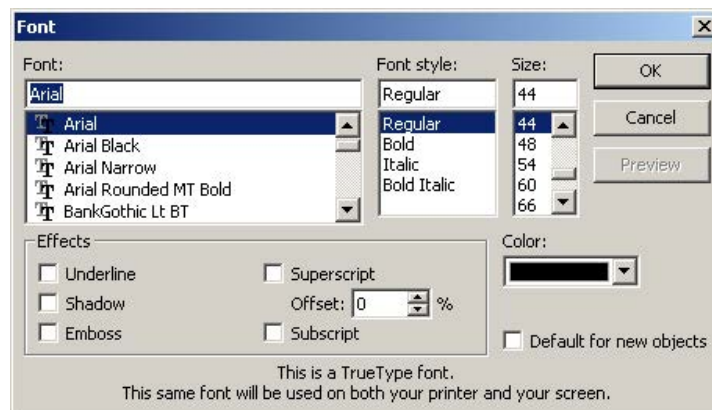 Font
Font:
Font style:
Size:
Arial
Regular
44
OK
Arial
Arial Black
Arial Narrow
Arial Rounded MT Bold
BankGothic Lt BT
Regular
Bold
Italic
Bold Italic
44
48
54
60
66
Cancel
Preview
Effects
Underline
Shadow
Emboss
Superscript
Offset: 0 %
Subscript
Color:
Default for new objects
This is a TrueType font.
This same font will be used on both your printer and your screen.